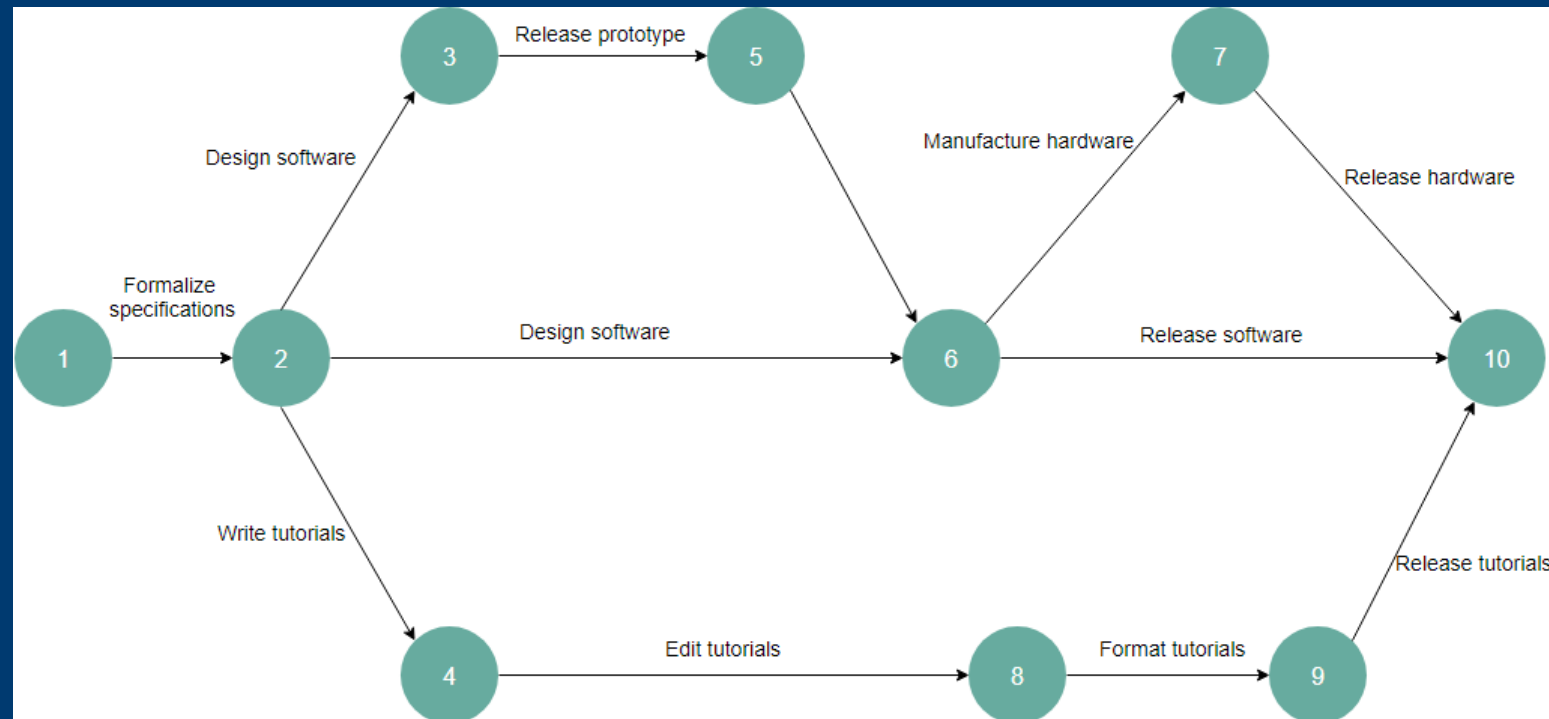 Release prototype
3
5
7
Manufacture hardware
Design software
Release hardware
Formalize
specifications
Design software
Release software
1
2
6
10
Write tutorials
Release tutorials
Edit tutorials
Format tutorials
4
8
9